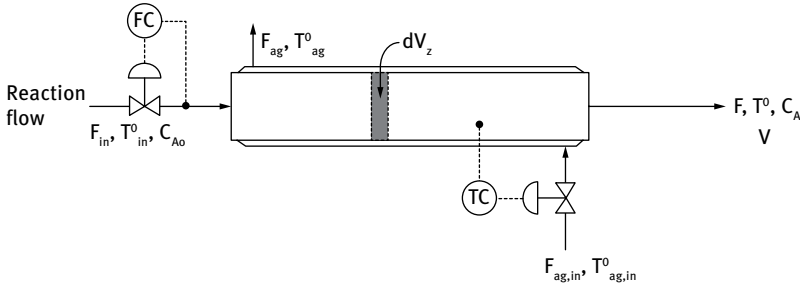 FC
F_ag, T⁰_ag
dV_z
Reaction
flow
F_in, T⁰_in, C_Ao
F, T⁰, C_A
V
TC
F_ag,in, T⁰_ag,in